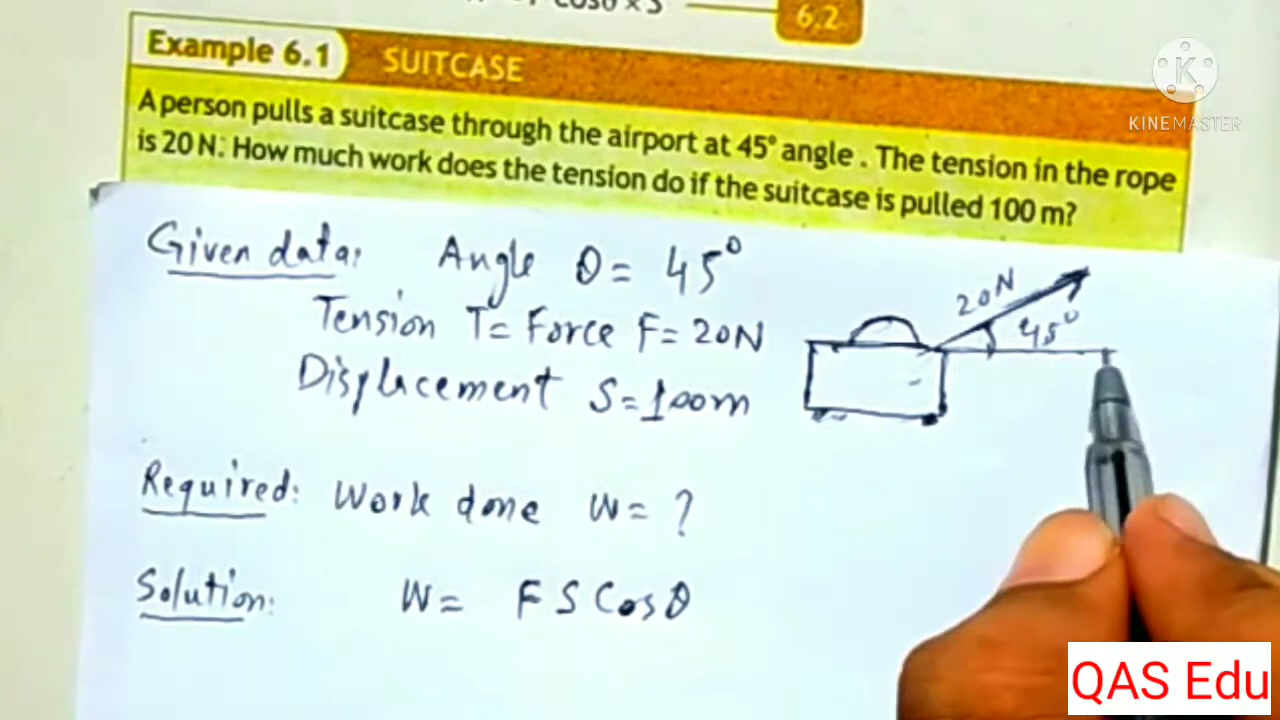 cosθ × S 6.2
Example 6.1 SUITCASE
A person pulls a suitcase through the airport at 45° angle . The tension in the rope
is 20 N. How much work does the tension do if the suitcase is pulled 100 m?
KINEMASTER
Given data: Angle θ = 45°
Tension T = Force F = 20N
Displacement S = 100m
20N
45°
Required: Work done W = ?
Solution: W = F S Cosθ
QAS Edu